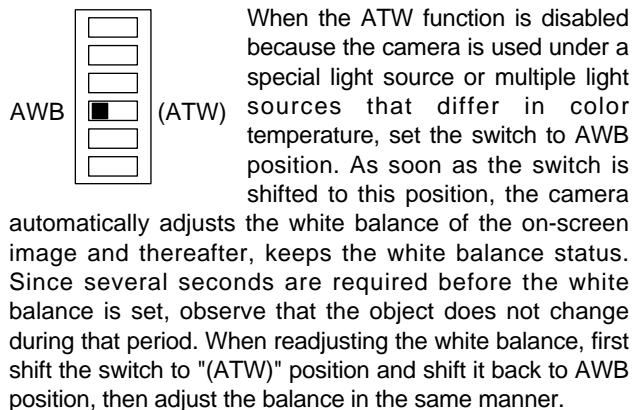 When the ATW function is disabled
because the camera is used under a
special light source or multiple light
AWB (ATW)
sources that differ in color
temperature, set the switch to AWB
position. As soon as the switch is
shifted to this position, the camera
automatically adjusts the white balance of the on-screen
image and thereafter, keeps the white balance status.
Since several seconds are required before the white
balance is set, observe that the object does not change
during that period. When readjusting the white balance, first
shift the switch to "(ATW)" position and shift it back to AWB
position, then adjust the balance in the same manner.